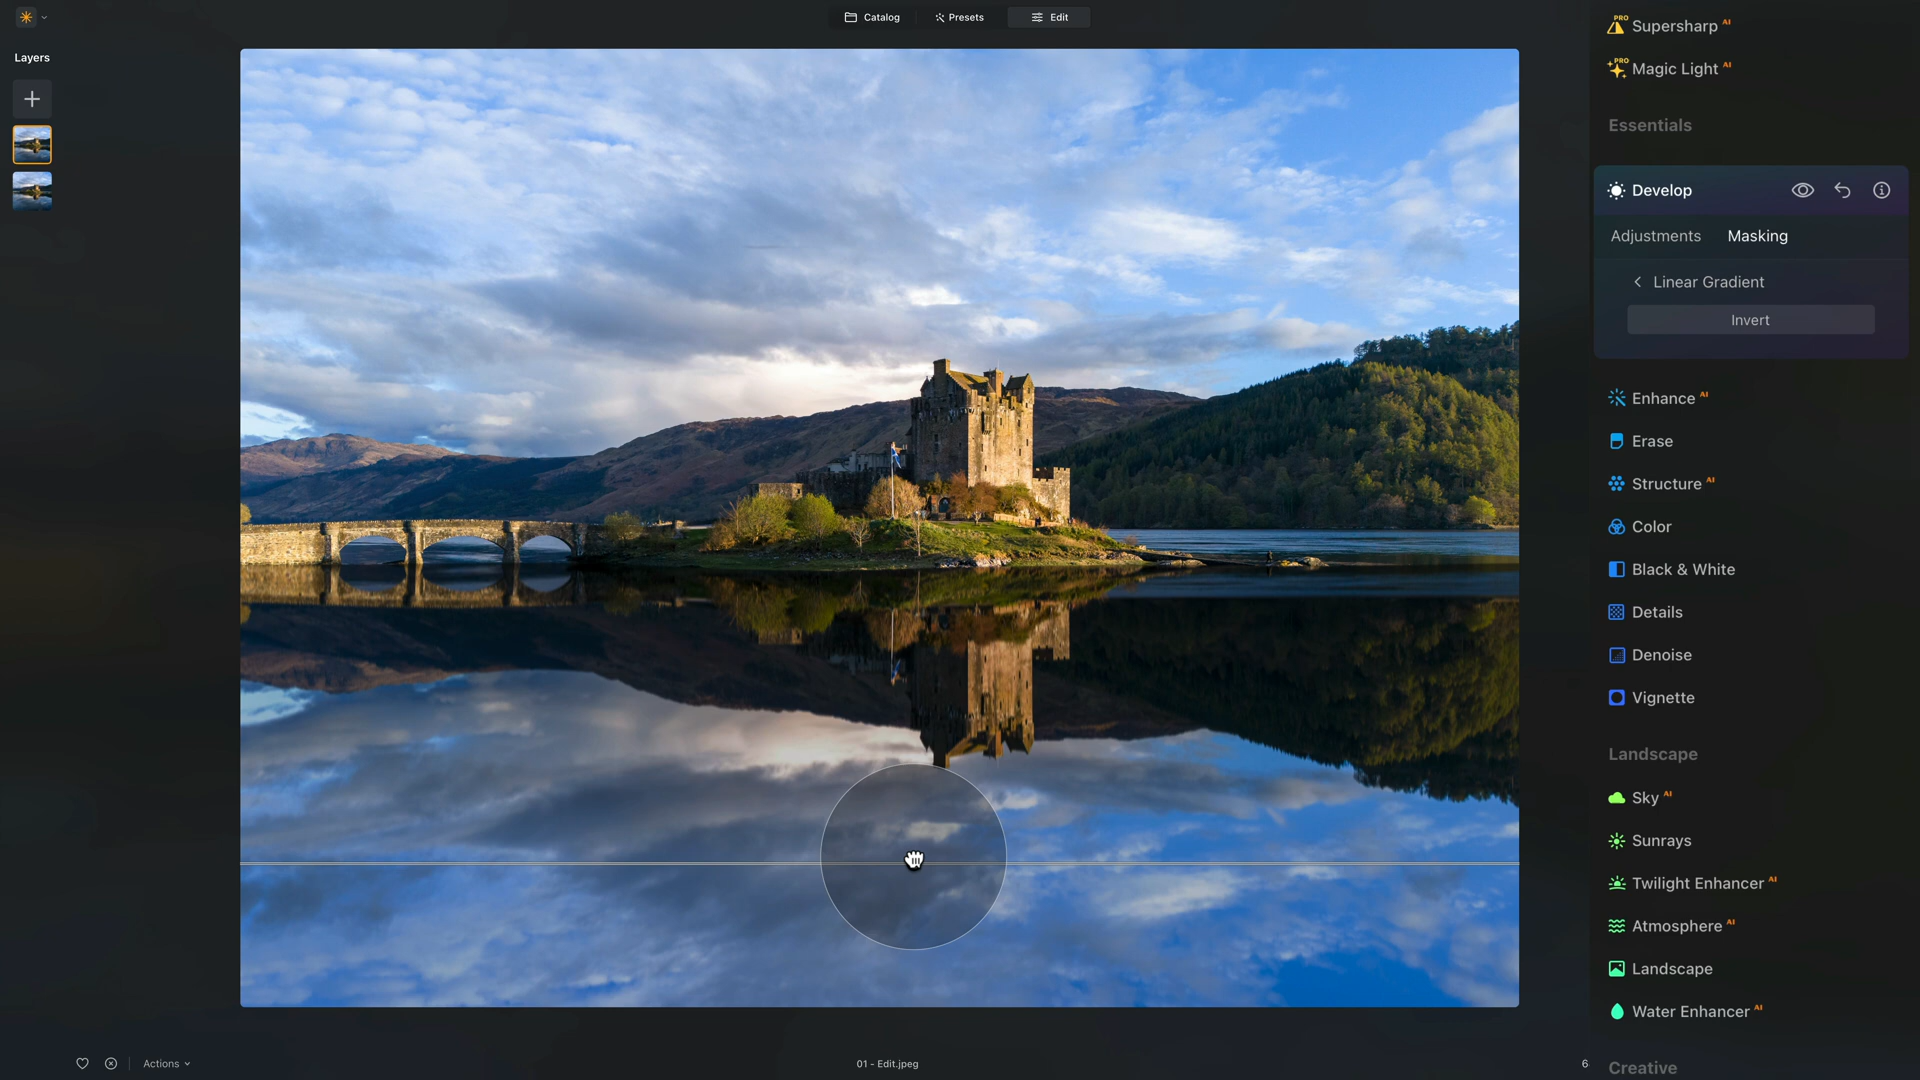 Catalog
Presets
Edit
Layers
PRO
Supersharp AI
PRO
Magic Light AI
Essentials
Develop
Adjustments
Masking
Linear Gradient
Invert
Enhance AI
Erase
Structure AI
Color
Black & White
Details
Denoise
Vignette
Landscape
Sky AI
Sunrays
Twilight Enhancer AI
Atmosphere AI
Landscape
Water Enhancer AI
Creative
Actions
01 - Edit.jpeg
6